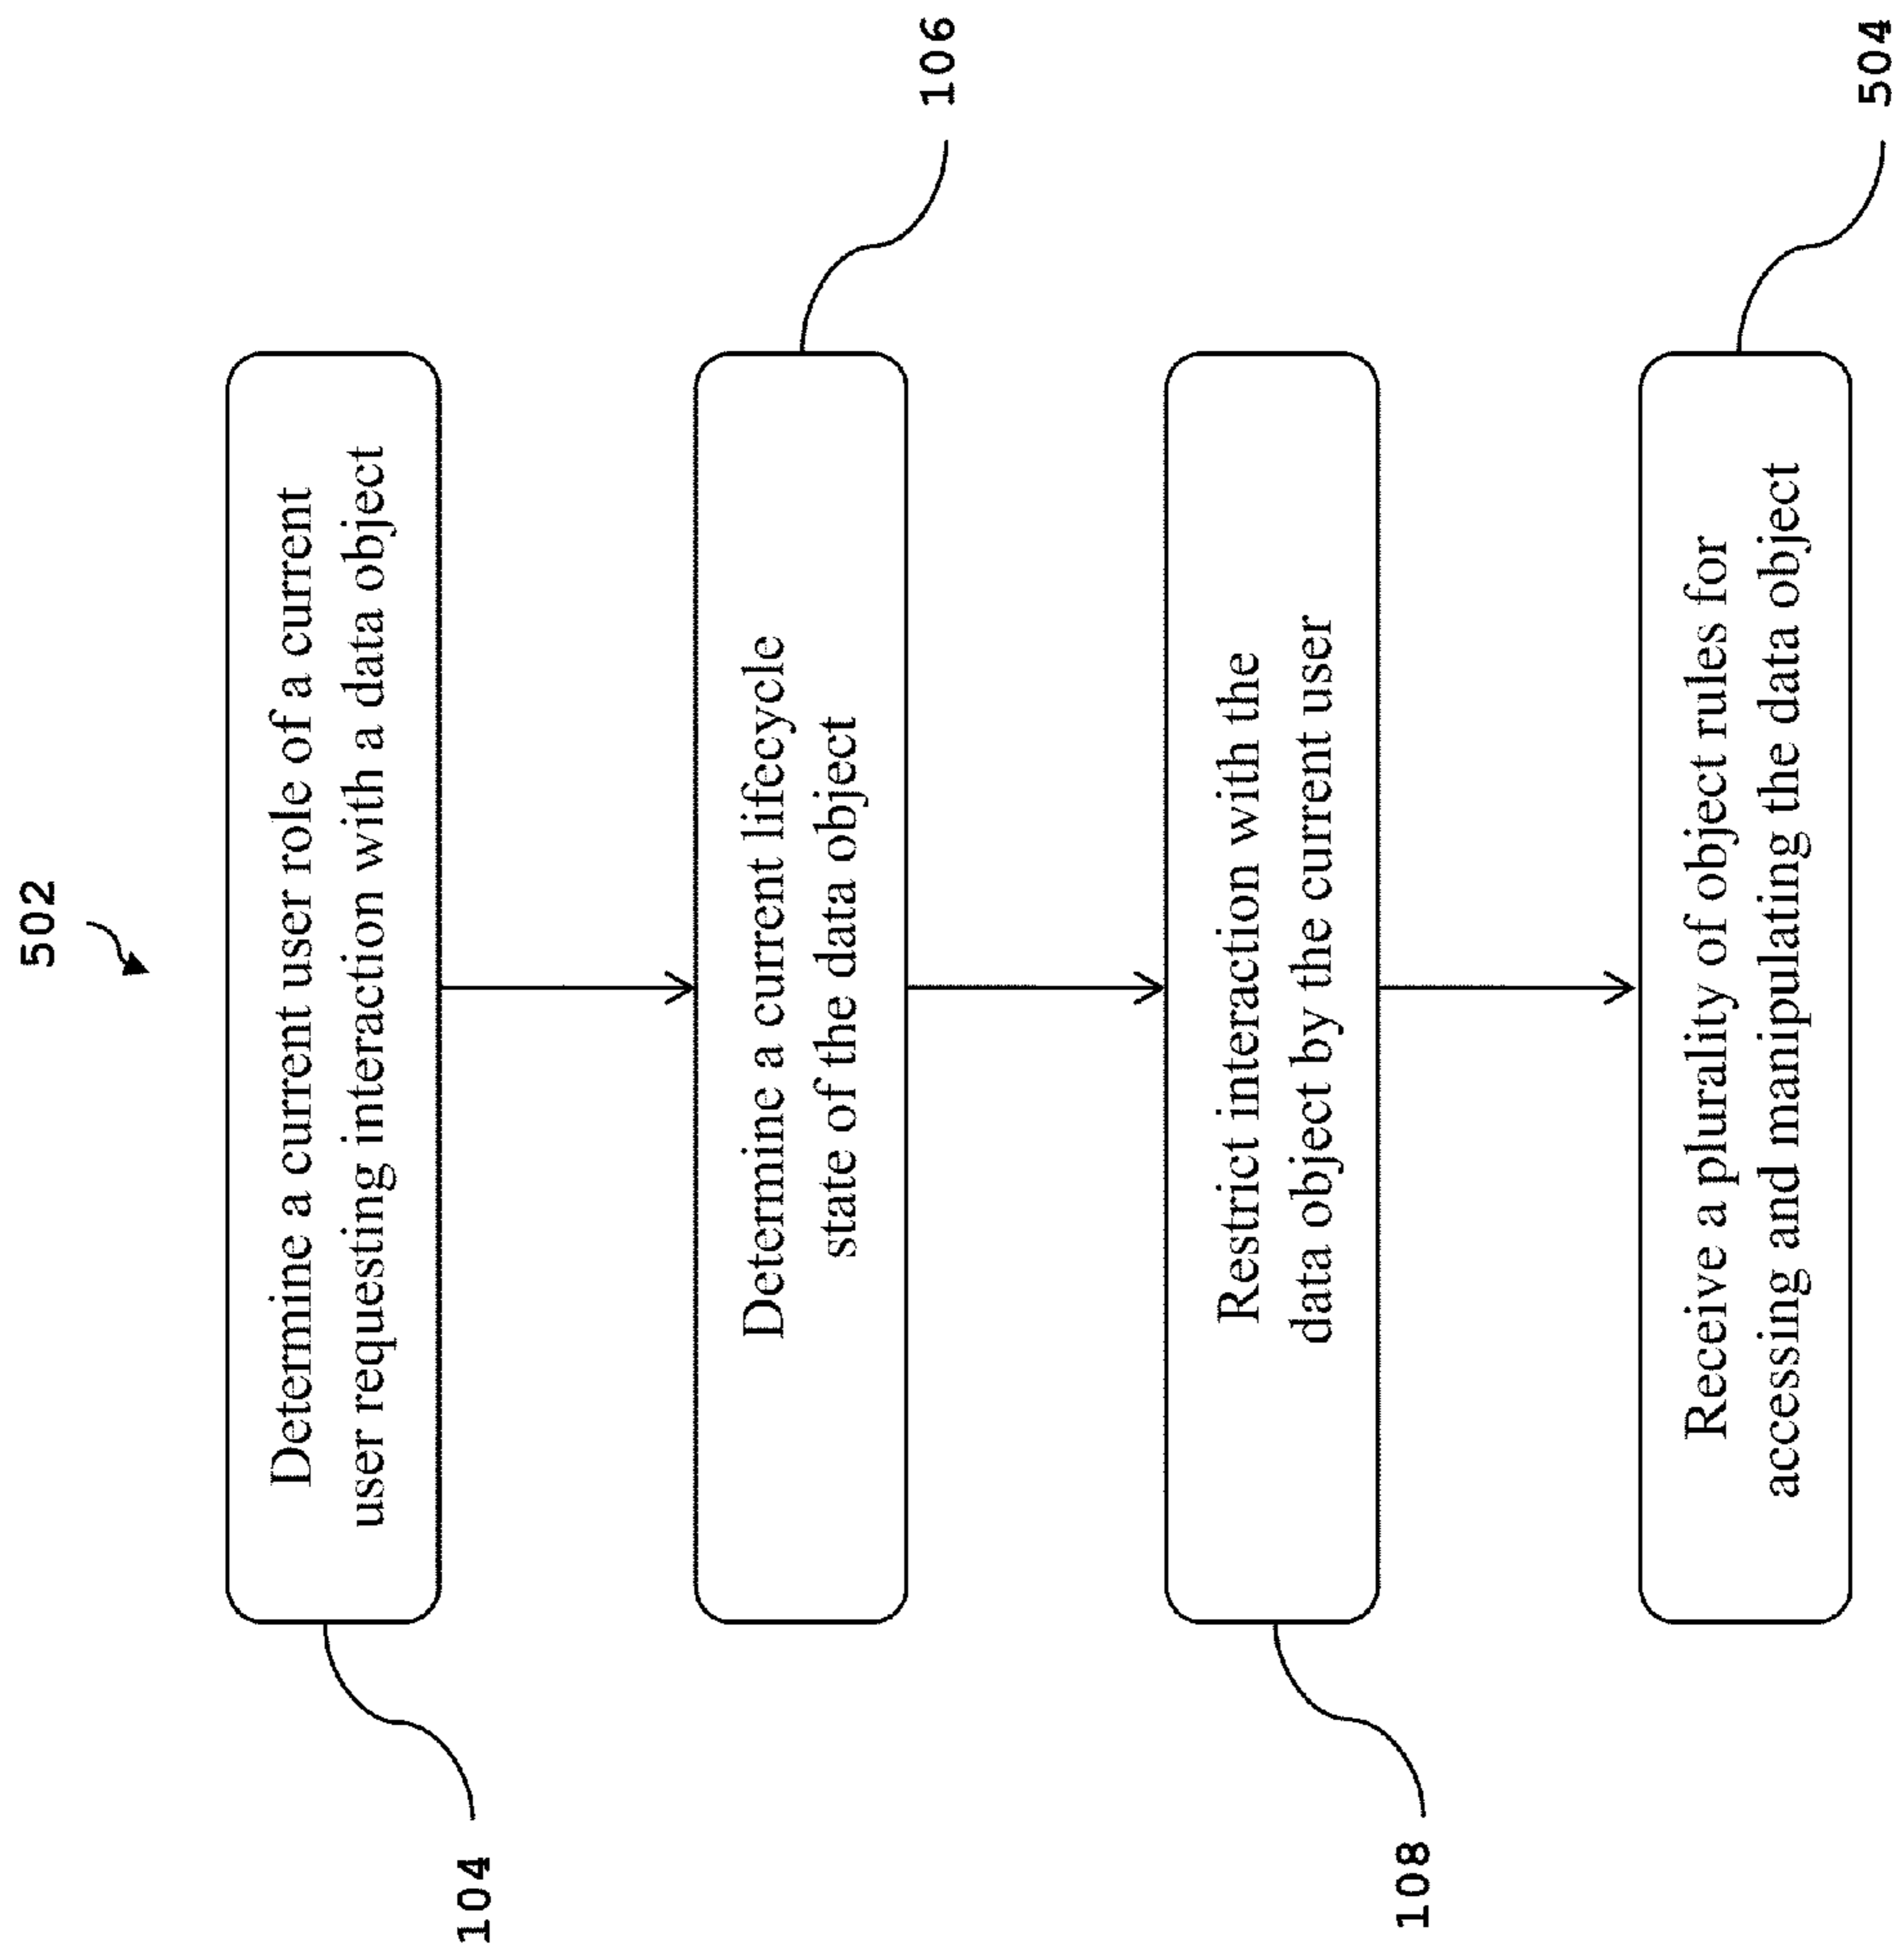 502
Determine a current user role of a current
user requesting interaction with a data object
104
Determine a current lifecycle
state of the data object
106
Restrict interaction with the
data object by the current user
108
Receive a plurality of object rules for
accessing and manipulating the data object
504